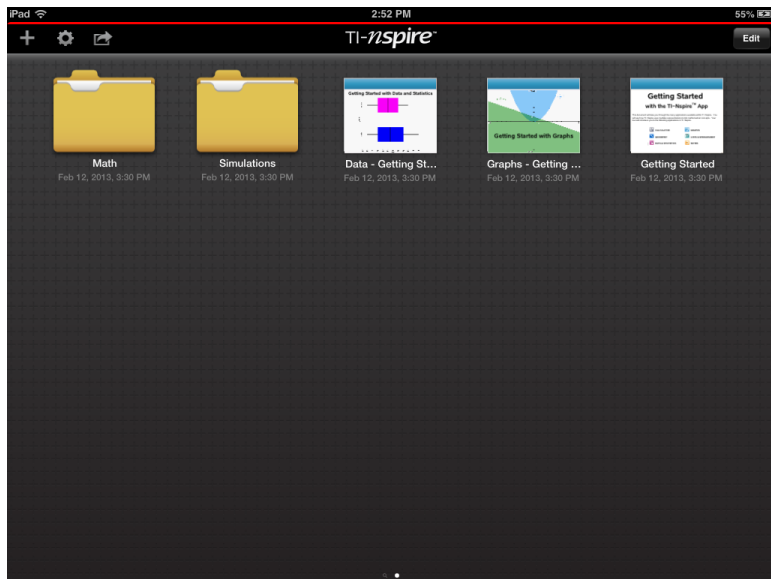 iPad 2:52 PM 55%
TI-nspire™ Edit
Getting Started with Data and Statistics
Getting Started with Graphs
Getting Started
with the TI-Nspire™ App
Math Simulations Data - Getting St... Graphs - Getting ... Getting Started
Feb 12, 2013, 3:30 PM Feb 12, 2013, 3:30 PM Feb 12, 2013, 3:30 PM Feb 12, 2013, 3:30 PM Feb 12, 2013, 3:30 PM